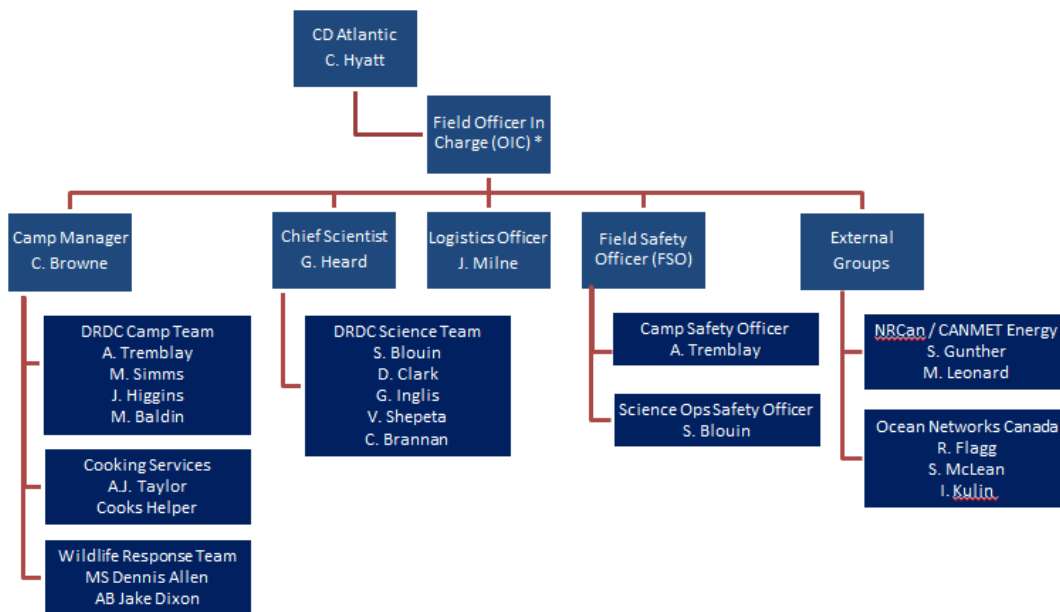 CD Atlantic
C. Hyatt
Field Officer In
Charge (OIC) *
Camp Manager
C. Browne
Chief Scientist
G. Heard
Logistics Officer
J. Milne
Field Safety
Officer (FSO)
External
Groups
DRDC Camp Team
A. Tremblay
M. Simms
J. Higgins
M. Baldin
Cooking Services
A.J. Taylor
Cooks Helper
Wildlife Response Team
MS Dennis Allen
AB Jake Dixon
DRDC Science Team
S. Blouin
D. Clark
G. Inglis
V. Shepeta
C. Brannan
Camp Safety Officer
A. Tremblay
Science Ops Safety Officer
S. Blouin
NRCan / CANMET Energy
S. Gunther
M. Leonard
Ocean Networks Canada
R. Flagg
S. McLean
I. Kulin